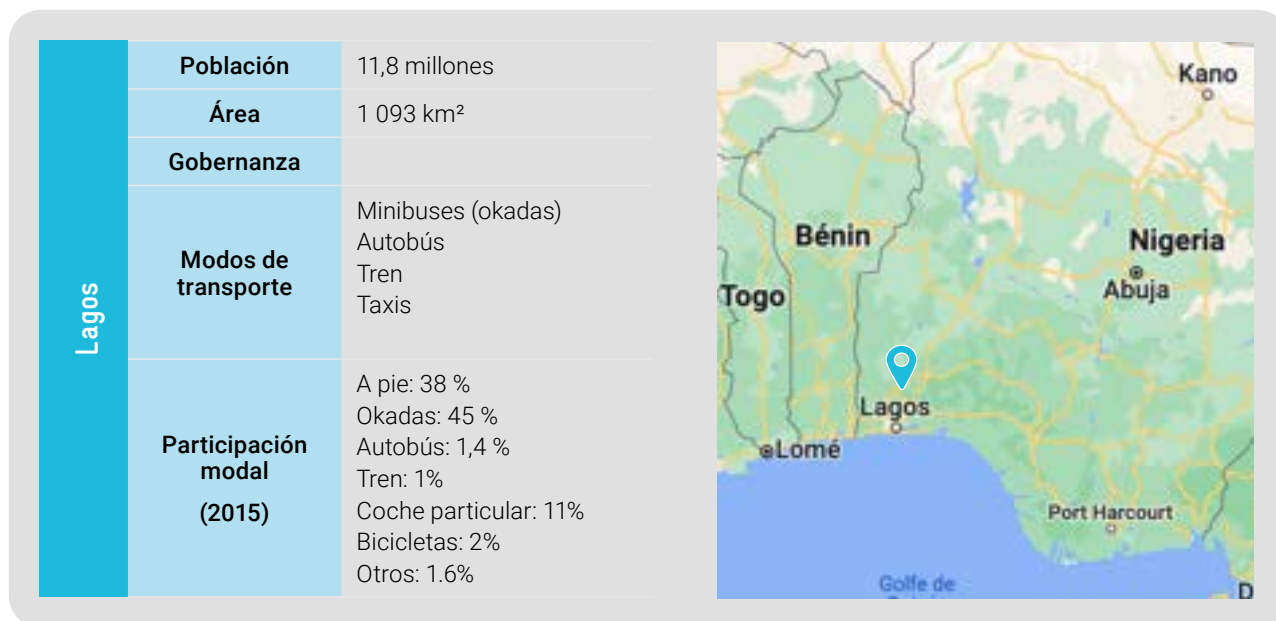 Lagos
Población
11,8 millones
Área
1 093 km²
Gobernanza
Modos de
transporte
Minibuses (okadas)
Autobús
Tren
Taxis
Participación
modal
(2015)
A pie: 38 %
Okadas: 45 %
Autobús: 1,4 %
Tren: 1%
Coche particular: 11%
Bicicletas: 2%
Otros: 1.6%
Kano
Bénin
Nigeria
Abuja
Togo
Lagos
Lomé
Port Harcourt
Golfe de
D